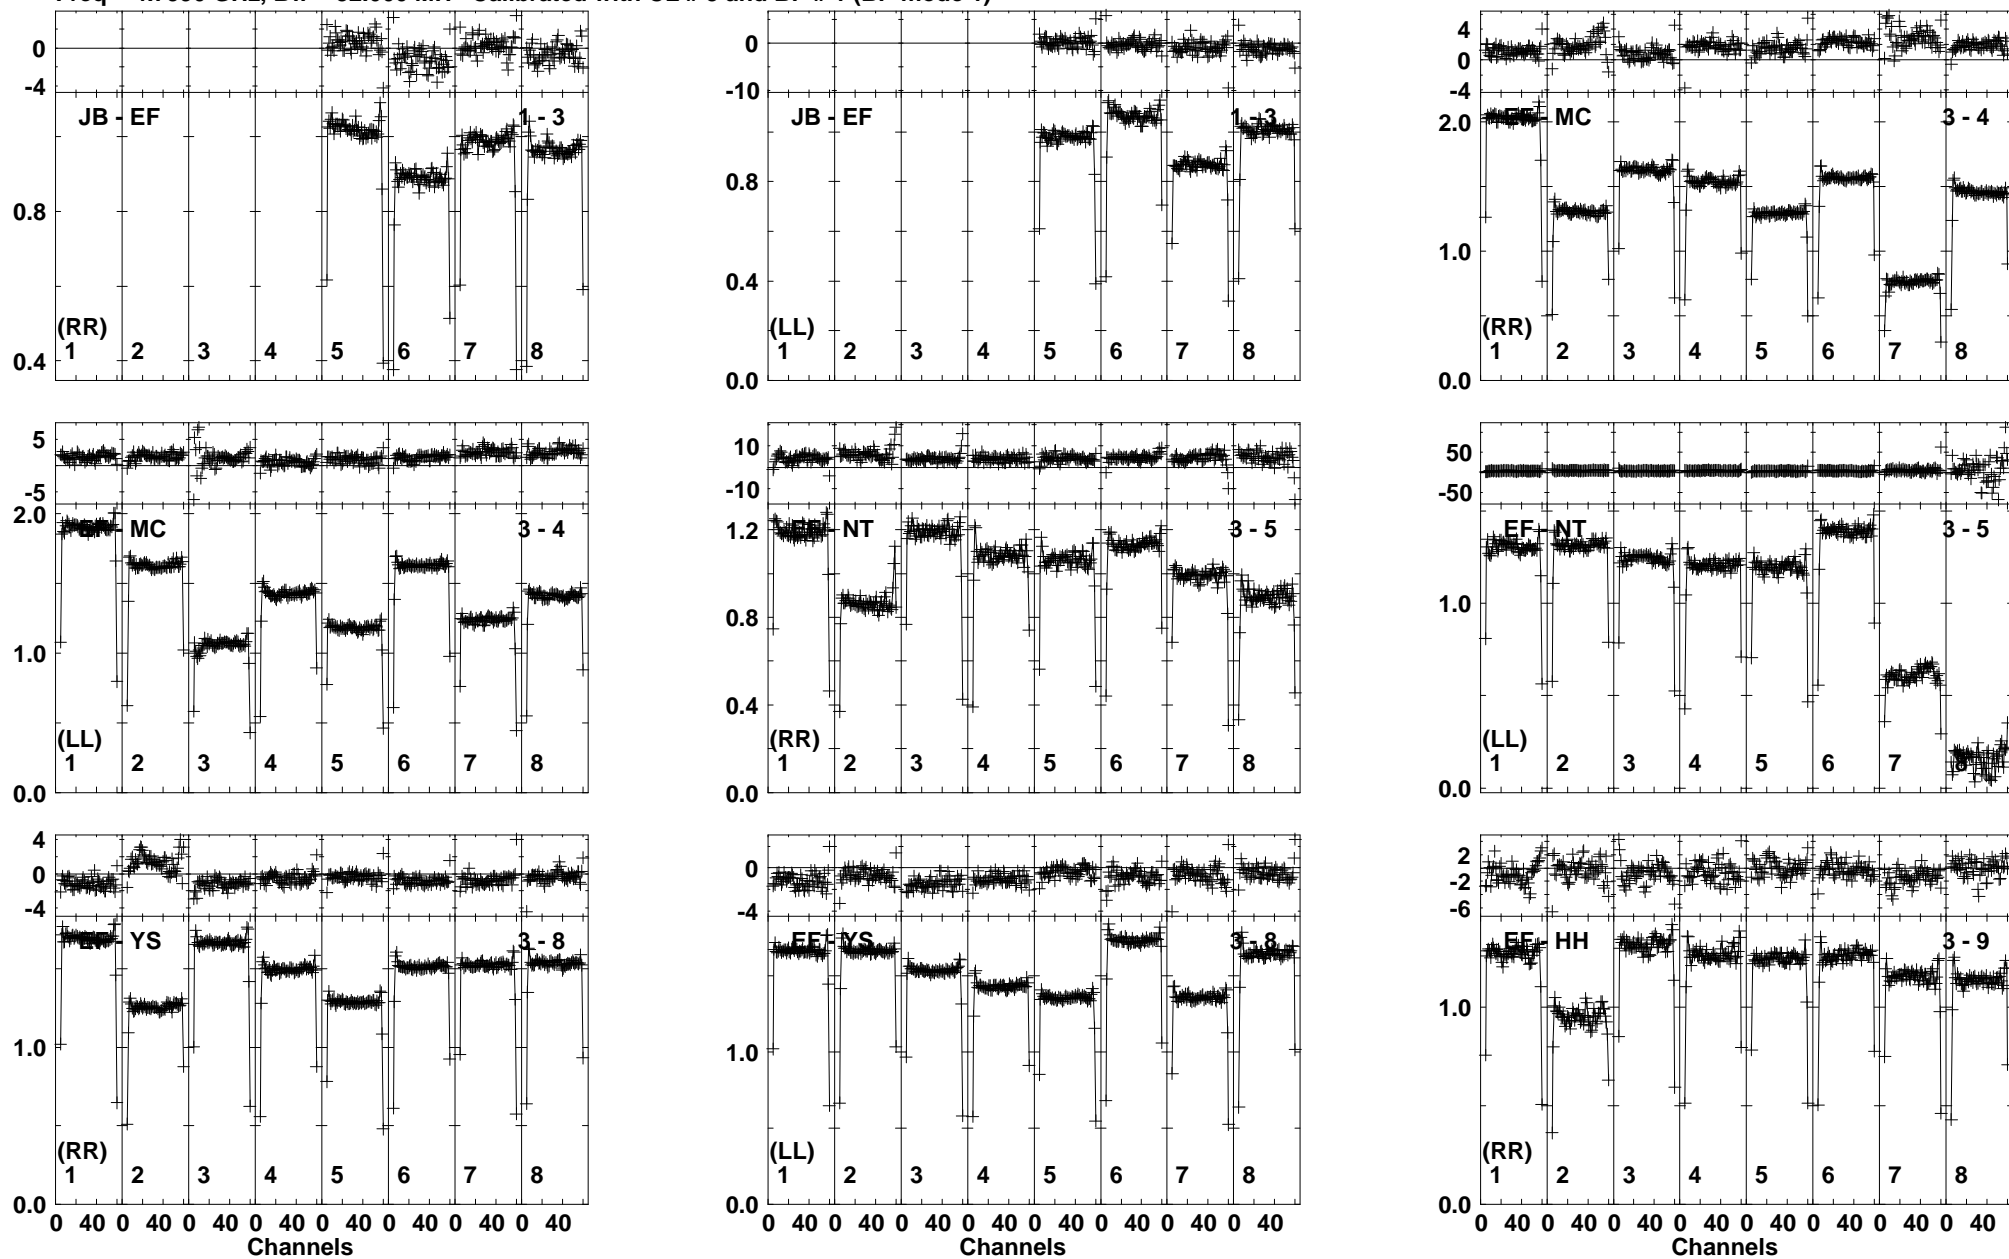 0 -4 JB - EF 1 - 3 0.8 0.4 (RR) 1 2 3 4 5 6 7 8
0 -10 JB - EF 1 - 3 0.8 0.4 0.0 (LL) 1 2 3 4 5 6 7 8
4 2 0 -2 -4 MC 3 - 4 2.0 1.0 0.0 (RR) 1 2 3 4 5 6 7 8
5 -5 MC 3 - 4 2.0 1.0 0.0 (LL) 1 2 3 4 5 6 7 8
10 -10 NT 3 - 5 1.2 0.8 0.4 0.0 (RR) 1 2 3 4 5 6 7 8
50 -50 EF - NT 3 - 5 1.0 0.0 (LL) 1 2 3 4 5 6 7 8
4 0 -4 EF - YS 3 - 8 1.0 0.0 (RR) 1 2 3 4 5 6 7 8
0 -4 EF - YS 3 - 8 1.0 0.0 (LL) 1 2 3 4 5 6 7 8
2 -2 -6 EF - HH 3 - 9 1.0 0.0 (RR) 1 2 3 4 5 6 7 8
0 40 0 40 0 40 0 40 0 40 0 40 0 40 0 40
Channels
0 40 0 40 0 40 0 40 0 40 0 40 0 40 0 40
Channels
0 40 0 40 0 40 0 40 0 40 0 40 0 40 0 40
Channels